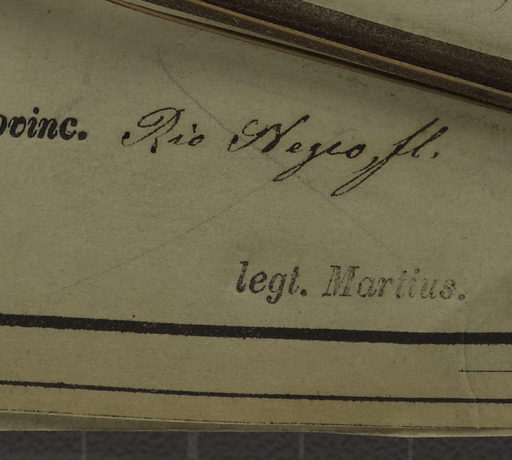 ovinc. Rio Negro, fl.
legt. Martius.